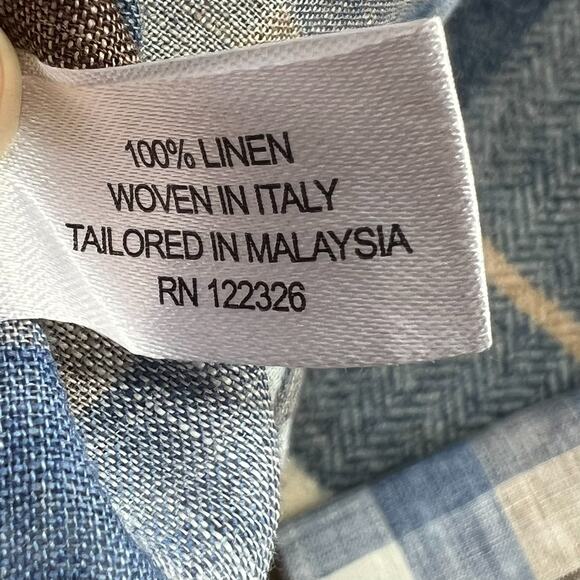 100% LINEN
WOVEN IN ITALY
TAILORED IN MALAYSIA
RN 122326